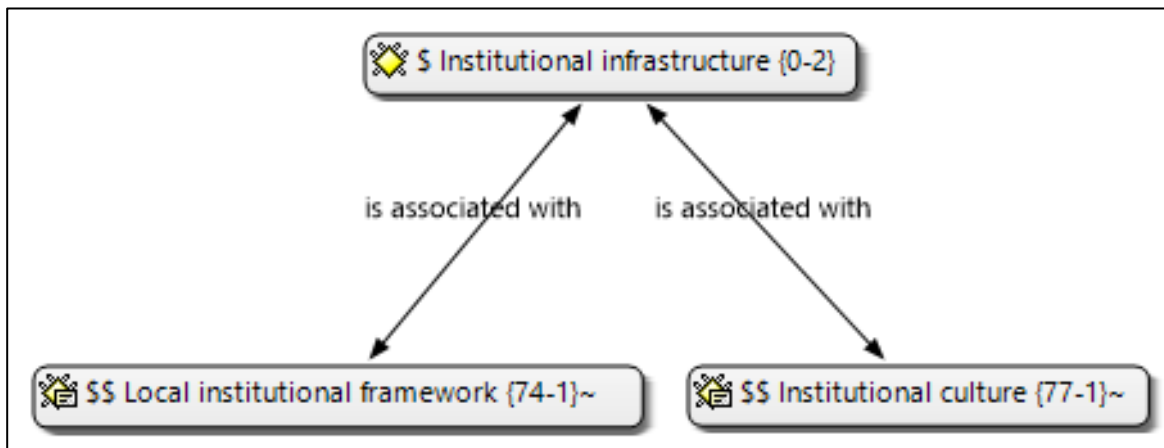 $ Institutional infrastructure {0-2}
is associated with
is associated with
$$ Local institutional framework {74-1}~
$$ Institutional culture {77-1}~